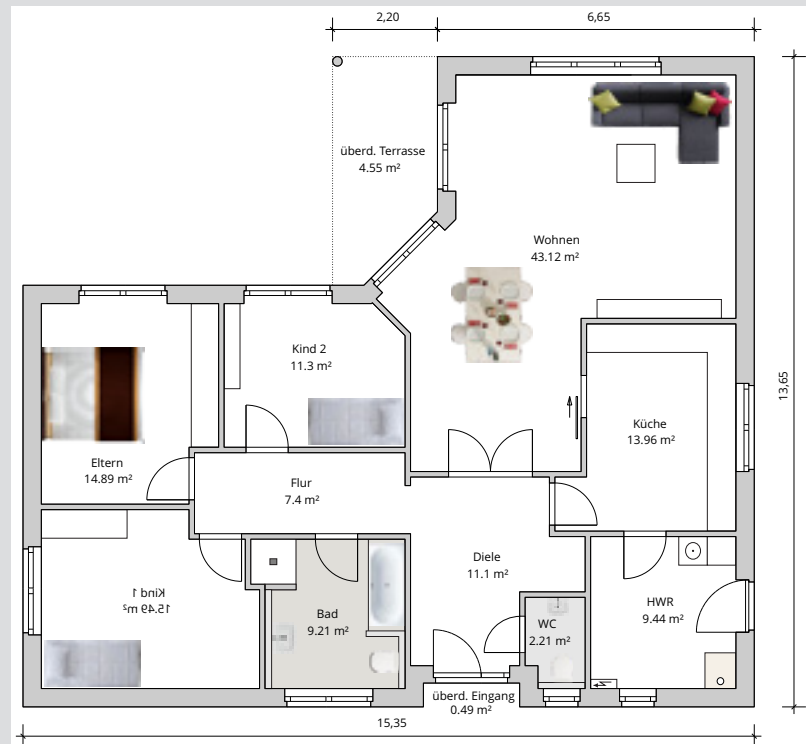 2,20
6,65
überd. Terrasse
4.55 m²
Wohnen
43.12 m²
Kind 2
11.3 m²
13,65
Küche
13.96 m²
Eltern
14.89 m²
Flur
7.4 m²
Diele
11.1 m²
Kind 1
15.49 m²
Bad
9.21 m²
WC
2.21 m²
HWR
9.44 m²
überd. Eingang
0.49 m²
15,35